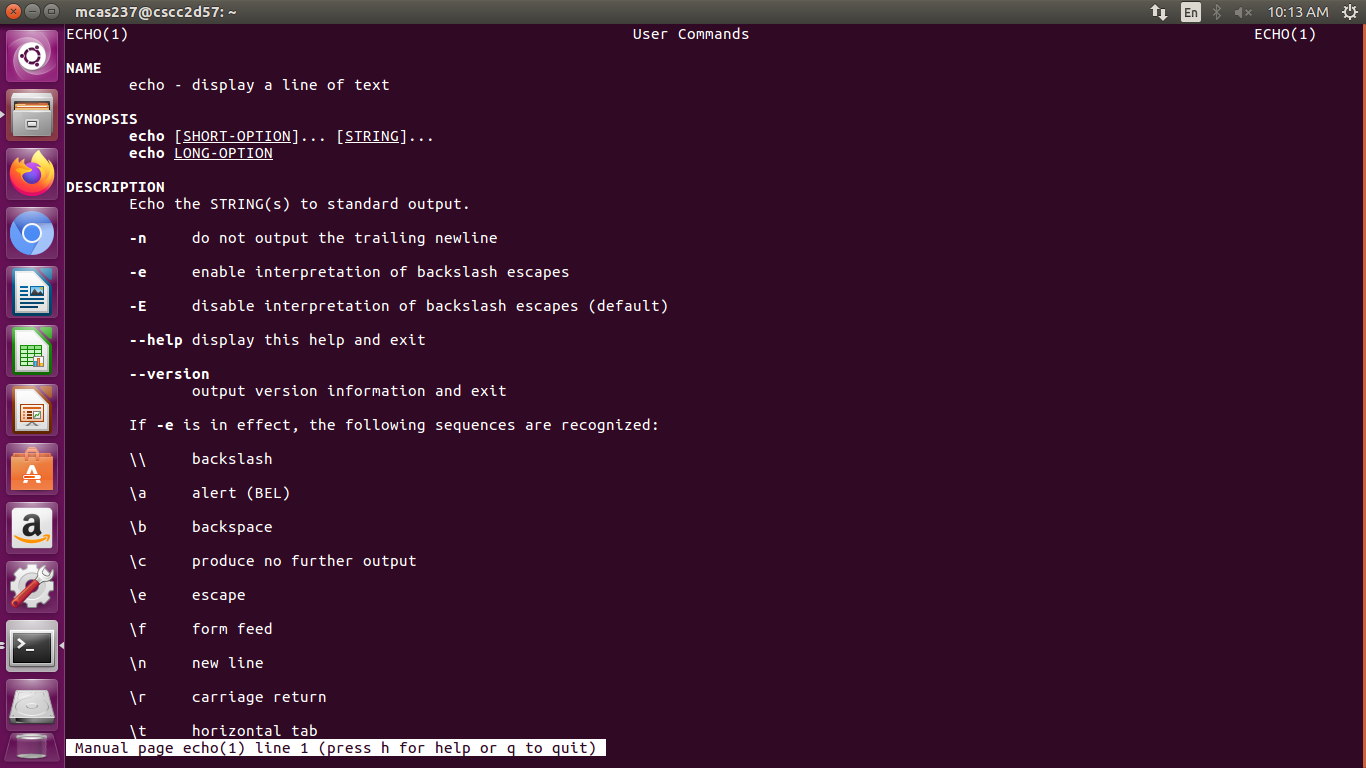 mcas237@cscc2d57: ~
En
10:13 AM
ECHO(1) User Commands ECHO(1)
NAME
echo - display a line of text
SYNOPSIS
echo [SHORT-OPTION]... [STRING]...
echo LONG-OPTION
DESCRIPTION
Echo the STRING(s) to standard output.
-n do not output the trailing newline
-e enable interpretation of backslash escapes
-E disable interpretation of backslash escapes (default)
--help display this help and exit
--version
output version information and exit
If -e is in effect, the following sequences are recognized:
\\ backslash
\a alert (BEL)
\b backspace
\c produce no further output
\e escape
\f form feed
\n new line
\r carriage return
\t horizontal tab
Manual page echo(1) line 1 (press h for help or q to quit)